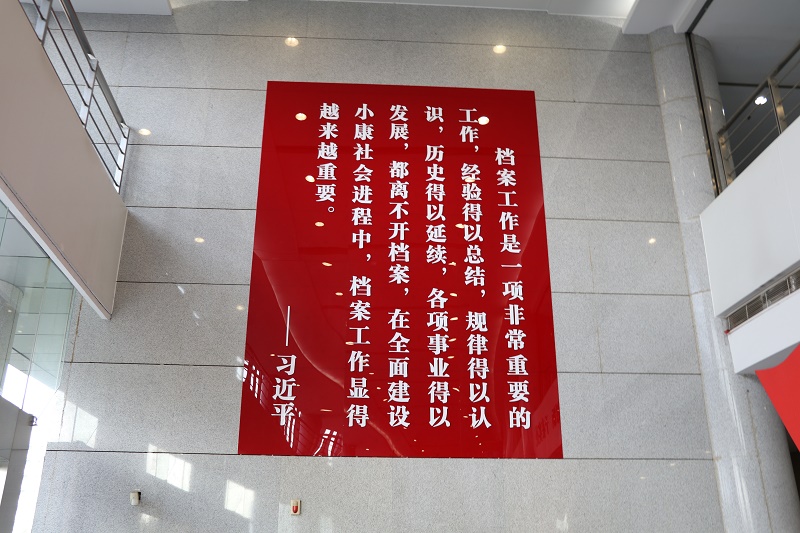 档案工作是一项非常重要的
工作，经验得以总结，规律得以认
识，历史得以延续，各项事业得以
发展，都离不开档案，在全面建设
小康社会进程中，档案工作显得
越来越重要。
——习近平